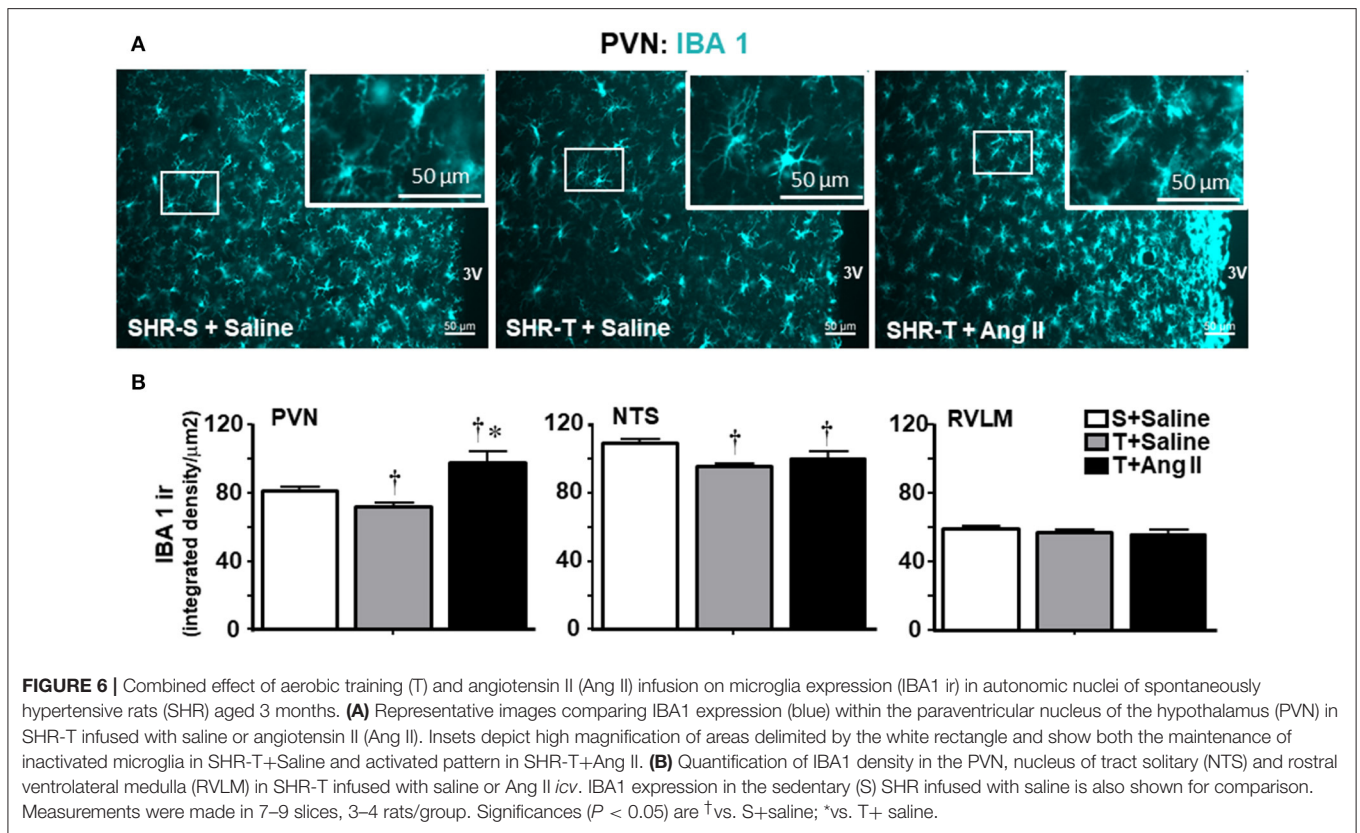 A
PVN: IBA 1
50 µm
50 µm
50 µm
3V
3V
3V
SHR-S + Saline
50 µm
SHR-T + Saline
50 µm
SHR-T + Ang II
50 µm
B
IBA 1 ir
(integrated density/µm2)
120
80
40
0
PVN
†
†*
120
80
40
0
NTS
†
†
120
80
40
0
RVLM
S+Saline
T+Saline
T+Ang II
FIGURE 6 | Combined effect of aerobic training (T) and angiotensin II (Ang II) infusion on microglia expression (IBA1 ir) in autonomic nuclei of spontaneously
hypertensive rats (SHR) aged 3 months. (A) Representative images comparing IBA1 expression (blue) within the paraventricular nucleus of the hypothalamus (PVN) in
SHR-T infused with saline or angiotensin II (Ang II). Insets depict high magnification of areas delimited by the white rectangle and show both the maintenance of
inactivated microglia in SHR-T+Saline and activated pattern in SHR-T+Ang II. (B) Quantification of IBA1 density in the PVN, nucleus of tract solitary (NTS) and rostral
ventrolateral medulla (RVLM) in SHR-T infused with saline or Ang II icv. IBA1 expression in the sedentary (S) SHR infused with saline is also shown for comparison.
Measurements were made in 7–9 slices, 3–4 rats/group. Significances (P < 0.05) are †vs. S+saline; *vs. T+ saline.